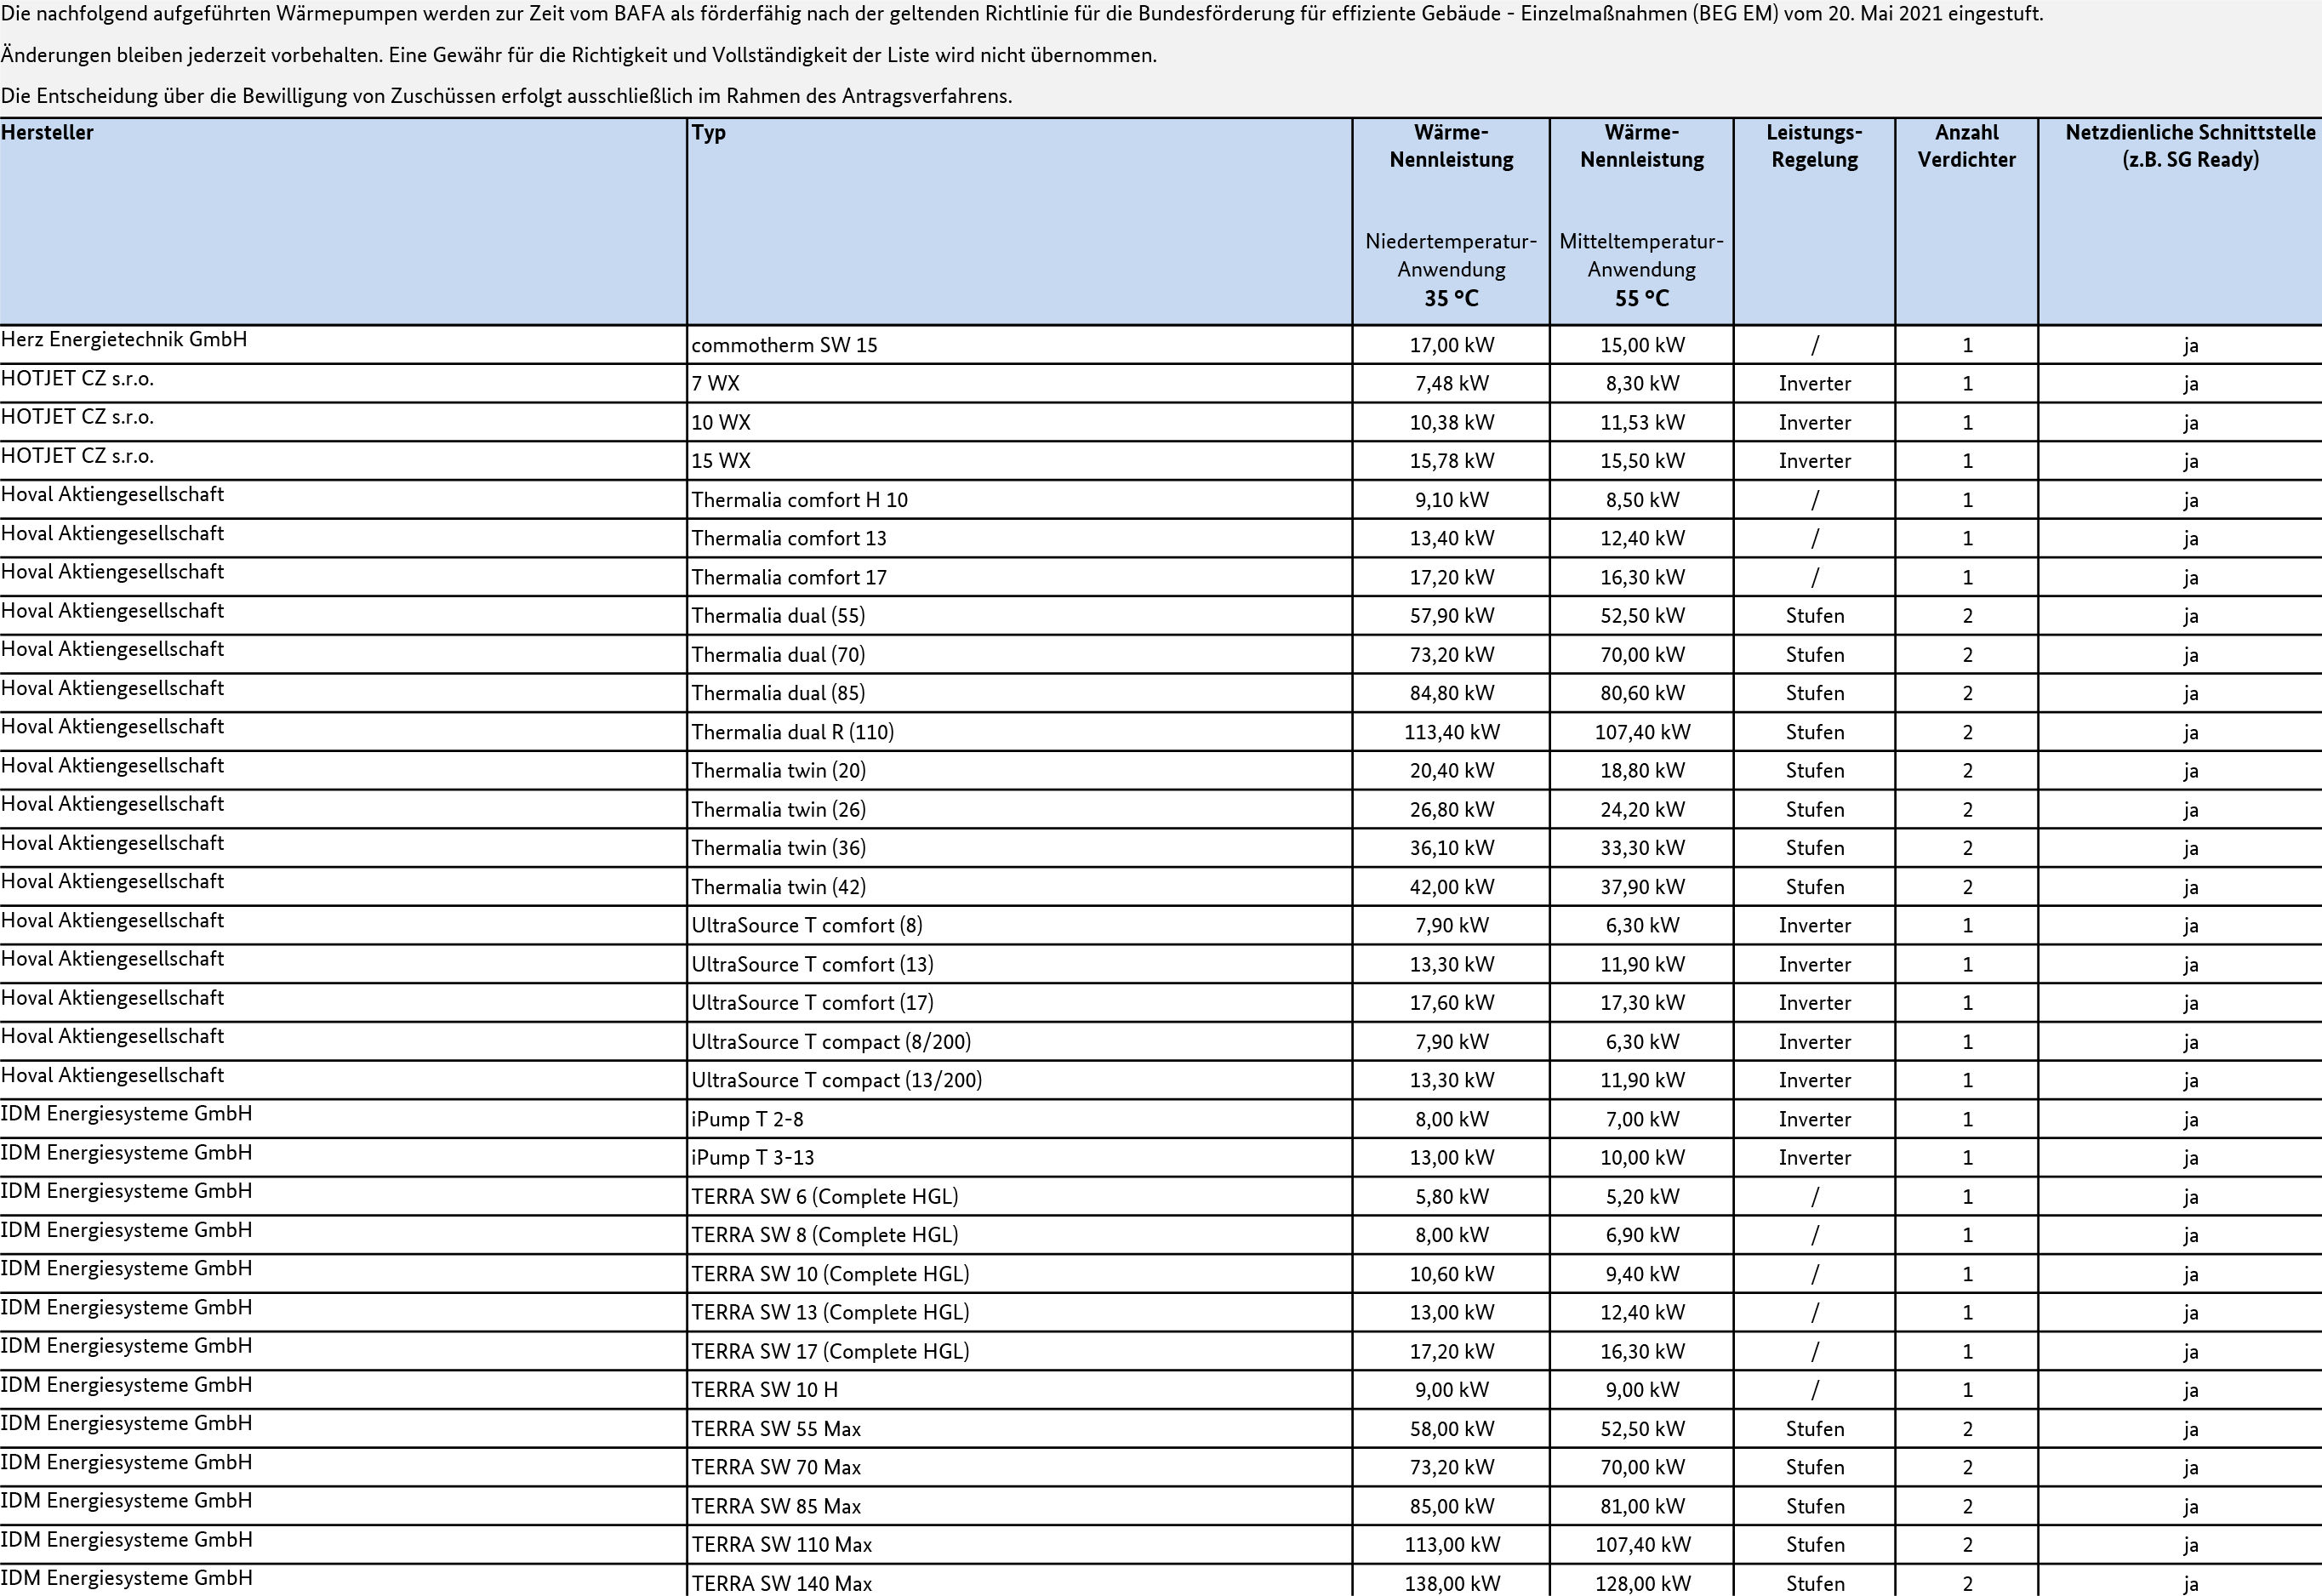 Die nachfolgend aufgeführten Wärmepumpen werden zur Zeit vom BAFA als förderfähig nach der geltenden Richtlinie für die Bundesförderung für effiziente Gebäude - Einzelmaßnahmen (BEG EM) vom 20. Mai 2021 eingestuft.
Änderungen bleiben jederzeit vorbehalten. Eine Gewähr für die Richtigkeit und Vollständigkeit der Liste wird nicht übernommen.
Die Entscheidung über die Bewilligung von Zuschüssen erfolgt ausschließlich im Rahmen des Antragsverfahrens.
Hersteller Typ Wärme- Wärme- Leistungs- Anzahl Netzdienliche Schnittstelle
Nennleistung Nennleistung Regelung Verdichter (z.B. SG Ready)
Niedertemperatur- Mitteltemperatur-
Anwendung Anwendung
35 °C 55 °C
Herz Energietechnik GmbH commotherm SW 15 17,00 kW 15,00 kW / 1 ja
HOTJET CZ s.r.o. 7 WX 7,48 kW 8,30 kW Inverter 1 ja
HOTJET CZ s.r.o. 10 WX 10,38 kW 11,53 kW Inverter 1 ja
HOTJET CZ s.r.o. 15 WX 15,78 kW 15,50 kW Inverter 1 ja
Hoval Aktiengesellschaft Thermalia comfort H 10 9,10 kW 8,50 kW / 1 ja
Hoval Aktiengesellschaft Thermalia comfort 13 13,40 kW 12,40 kW / 1 ja
Hoval Aktiengesellschaft Thermalia comfort 17 17,20 kW 16,30 kW / 1 ja
Hoval Aktiengesellschaft Thermalia dual (55) 57,90 kW 52,50 kW Stufen 2 ja
Hoval Aktiengesellschaft Thermalia dual (70) 73,20 kW 70,00 kW Stufen 2 ja
Hoval Aktiengesellschaft Thermalia dual (85) 84,80 kW 80,60 kW Stufen 2 ja
Hoval Aktiengesellschaft Thermalia dual R (110) 113,40 kW 107,40 kW Stufen 2 ja
Hoval Aktiengesellschaft Thermalia twin (20) 20,40 kW 18,80 kW Stufen 2 ja
Hoval Aktiengesellschaft Thermalia twin (26) 26,80 kW 24,20 kW Stufen 2 ja
Hoval Aktiengesellschaft Thermalia twin (36) 36,10 kW 33,30 kW Stufen 2 ja
Hoval Aktiengesellschaft Thermalia twin (42) 42,00 kW 37,90 kW Stufen 2 ja
Hoval Aktiengesellschaft UltraSource T comfort (8) 7,90 kW 6,30 kW Inverter 1 ja
Hoval Aktiengesellschaft UltraSource T comfort (13) 13,30 kW 11,90 kW Inverter 1 ja
Hoval Aktiengesellschaft UltraSource T comfort (17) 17,60 kW 17,30 kW Inverter 1 ja
Hoval Aktiengesellschaft UltraSource T compact (8/200) 7,90 kW 6,30 kW Inverter 1 ja
Hoval Aktiengesellschaft UltraSource T compact (13/200) 13,30 kW 11,90 kW Inverter 1 ja
IDM Energiesysteme GmbH iPump T 2-8 8,00 kW 7,00 kW Inverter 1 ja
IDM Energiesysteme GmbH iPump T 3-13 13,00 kW 10,00 kW Inverter 1 ja
IDM Energiesysteme GmbH TERRA SW 6 (Complete HGL) 5,80 kW 5,20 kW / 1 ja
IDM Energiesysteme GmbH TERRA SW 8 (Complete HGL) 8,00 kW 6,90 kW / 1 ja
IDM Energiesysteme GmbH TERRA SW 10 (Complete HGL) 10,60 kW 9,40 kW / 1 ja
IDM Energiesysteme GmbH TERRA SW 13 (Complete HGL) 13,00 kW 12,40 kW / 1 ja
IDM Energiesysteme GmbH TERRA SW 17 (Complete HGL) 17,20 kW 16,30 kW / 1 ja
IDM Energiesysteme GmbH TERRA SW 10 H 9,00 kW 9,00 kW / 1 ja
IDM Energiesysteme GmbH TERRA SW 55 Max 58,00 kW 52,50 kW Stufen 2 ja
IDM Energiesysteme GmbH TERRA SW 70 Max 73,20 kW 70,00 kW Stufen 2 ja
IDM Energiesysteme GmbH TERRA SW 85 Max 85,00 kW 81,00 kW Stufen 2 ja
IDM Energiesysteme GmbH TERRA SW 110 Max 113,00 kW 107,40 kW Stufen 2 ja
IDM Energiesysteme GmbH TERRA SW 140 Max 138,00 kW 128,00 kW Stufen 2 ja